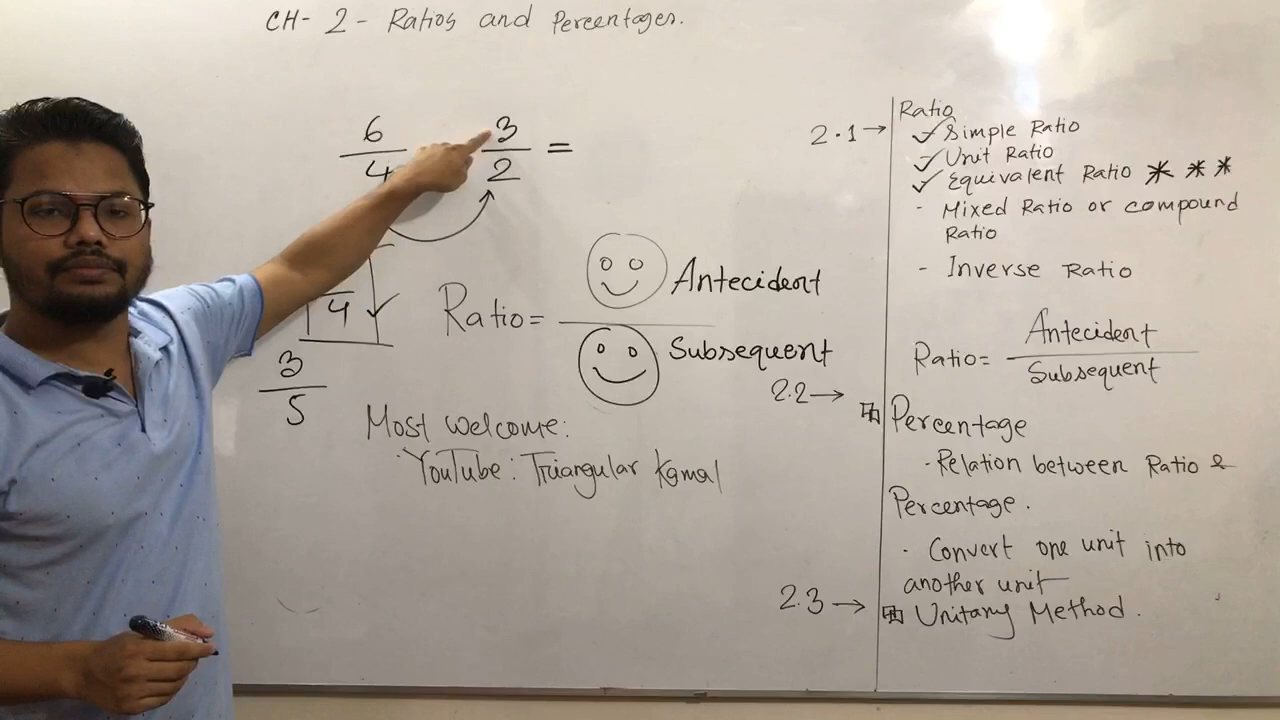 CH- 2 - Ratios and Percentages.
6
4
3
2
=
4
3
5
Ratio=
Antecident
Subsequent
Most welcome:
YouTube: Triangular Kamal
2.1→
Ratio
✓ Simple Ratio
✓ Unit Ratio
✓ Equivalent Ratio * * *
- Mixed Ratio or compound
Ratio
- Inverse Ratio
Ratio=
Antecident
Subsequent
2.2→
Percentage
· Relation between Ratio &
Percentage.
· Convert one unit into
another unit
2.3→
Unitary Method.